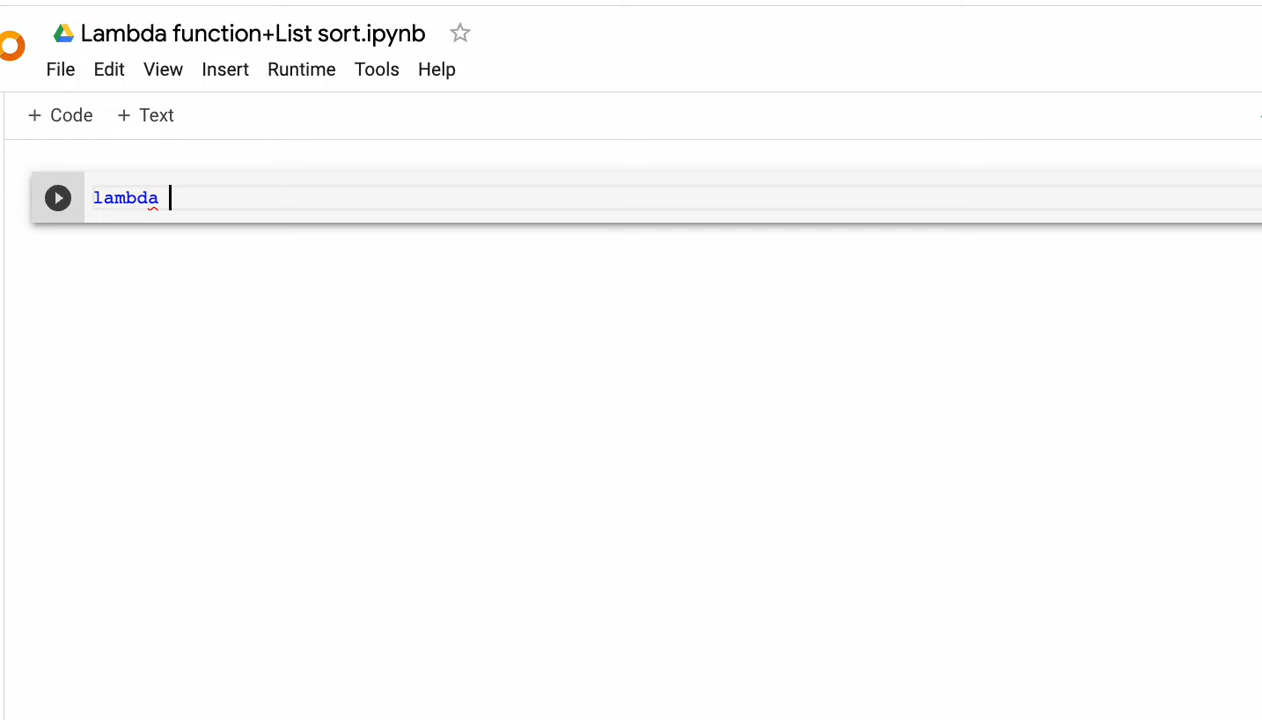 Lambda function+List sort.ipynb
File Edit View Insert Runtime Tools Help
+ Code + Text
lambda